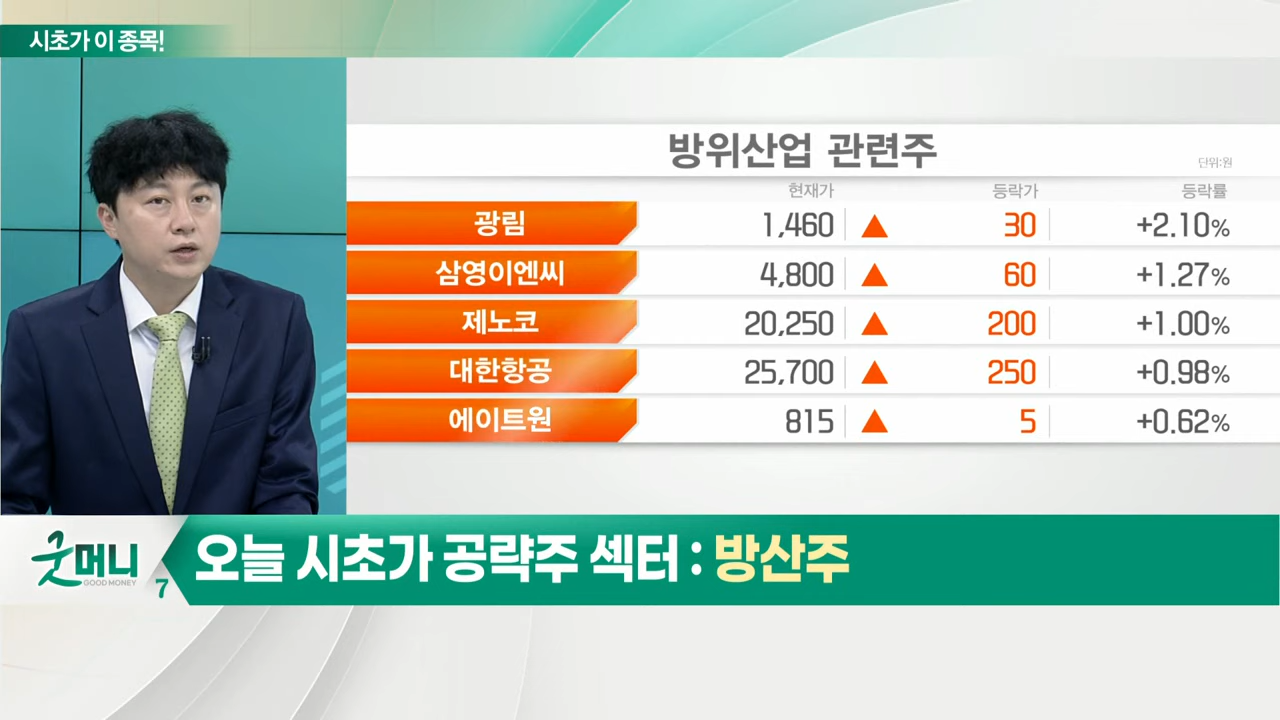 시초가 이 종목!
방위산업 관련주
단위:원
현재가 등락가 등락률
광림 1,460 ▲ 30 +2.10%
삼영이엔씨 4,800 ▲ 60 +1.27%
제노코 20,250 ▲ 200 +1.00%
대한항공 25,700 ▲ 250 +0.98%
에이트원 815 ▲ 5 +0.62%
굿머니
GOOD MONEY
7
오늘 시초가 공략주 섹터 : 방산주